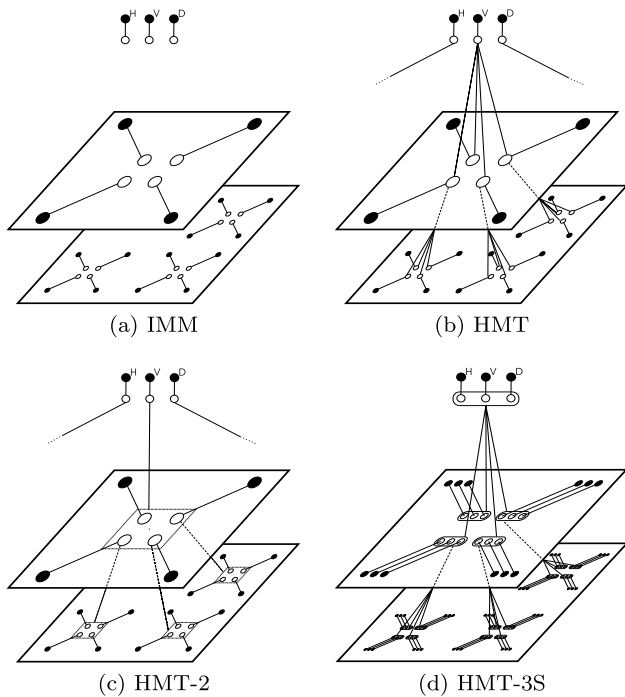 H V D
H V D
(a) IMM
(b) HMT
H V D
H V D
(c) HMT-2
(d) HMT-3S